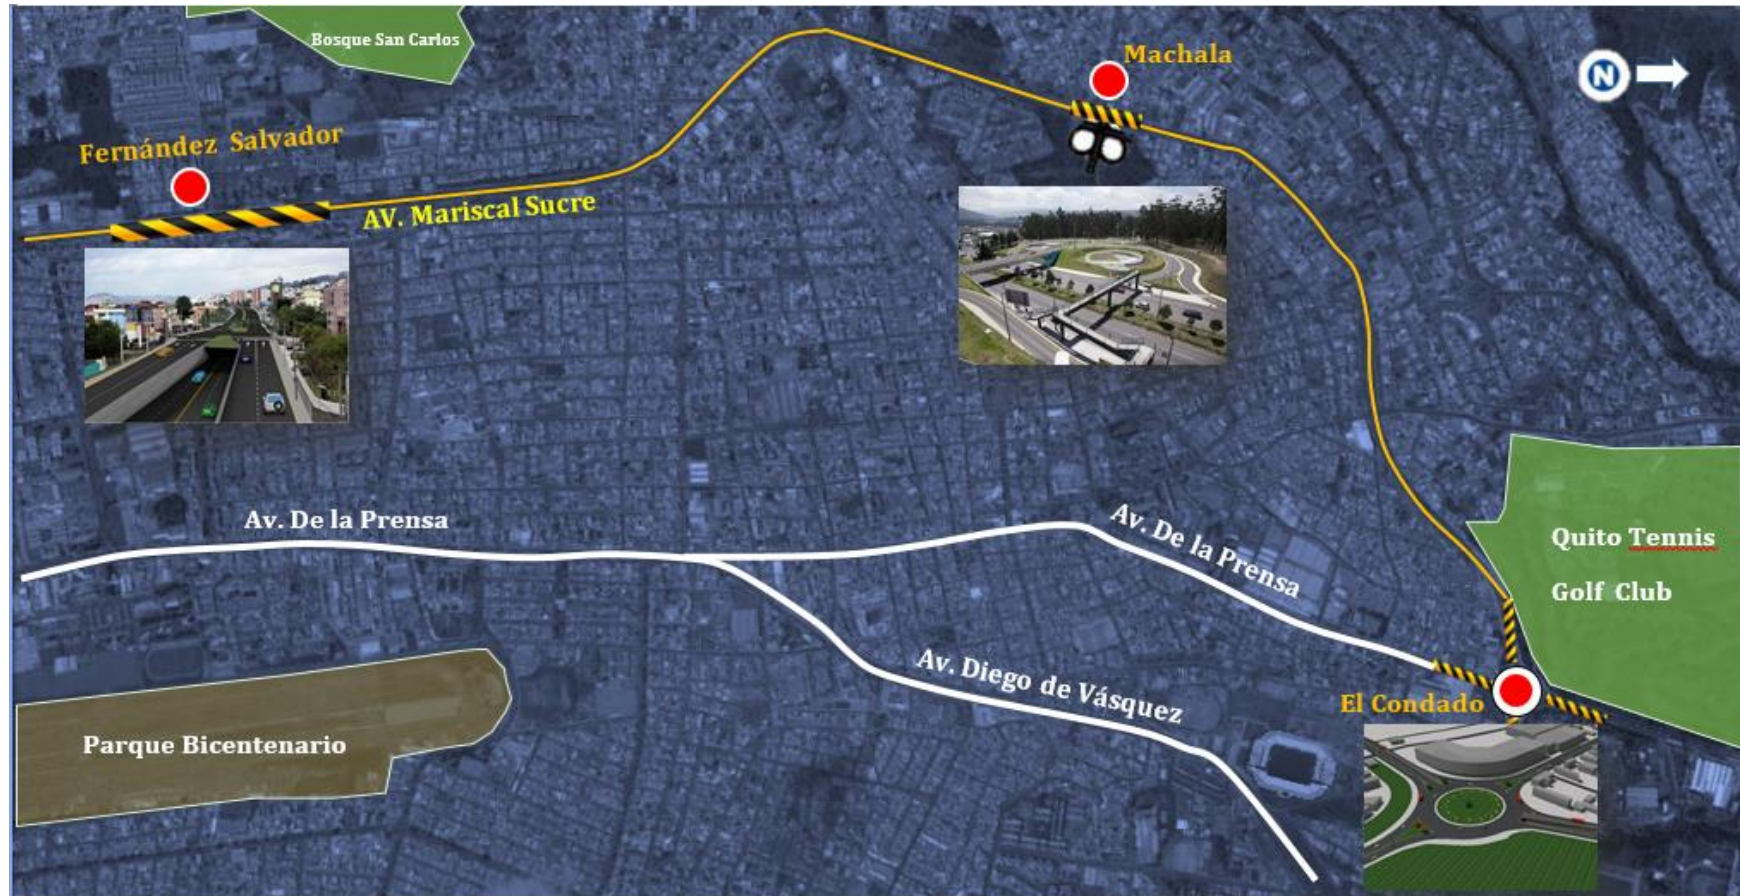 Bosque San Carlos
Machala
N
Fernández Salvador
AV. Mariscal Sucre
Av. De la Prensa
Av. De la Prensa
Quito Tennis
Golf Club
Av. Diego de Vásquez
El Condado
Parque Bicentenario